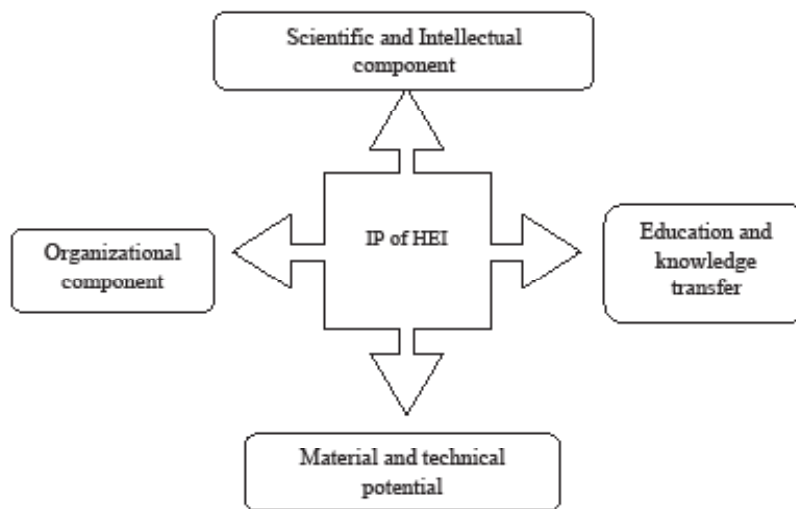 Scientific and Intellectual
component
IP of HEI
Organizational
component
Education and
knowledge
transfer
Material and technical
potential